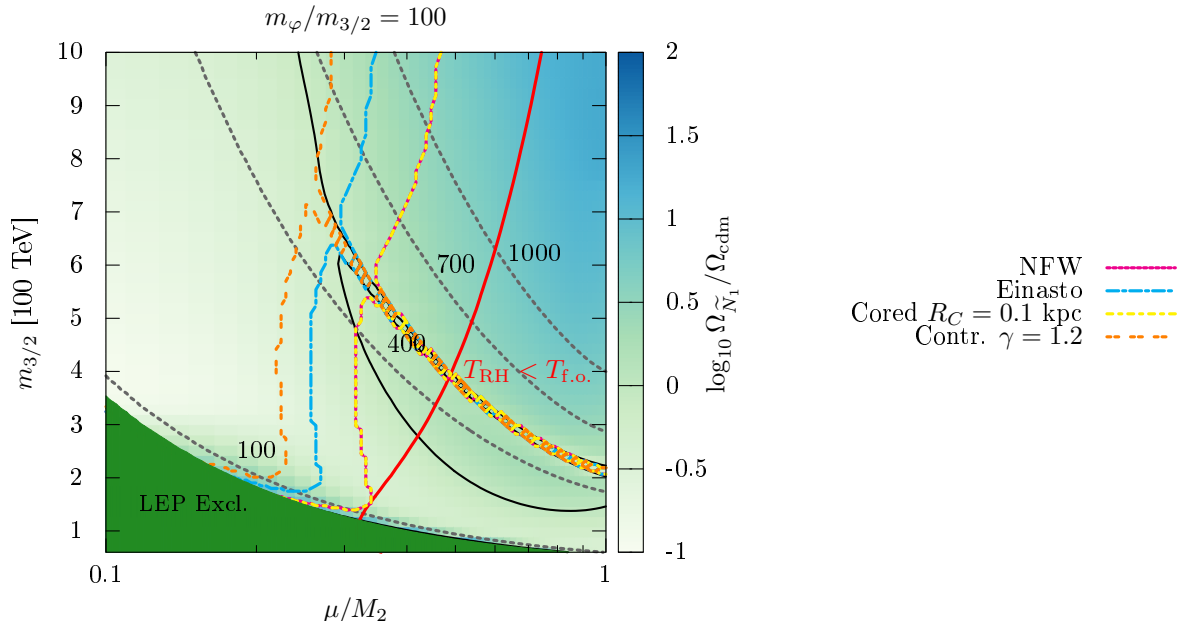 m_φ/m_{3/2} = 100
10
9
8
7
6
5
4
3
2
1
m_{3/2} [100 TeV]
0.1
1
μ/M_2
1000
700
400
100
T_RH < T_f.o.
LEP Excl.
2
1.5
1
0.5
0
-0.5
-1
log_10 Ω_{Ñ_1}/Ω_cdm
NFW
Einasto
Cored R_C = 0.1 kpc
Contr. γ = 1.2